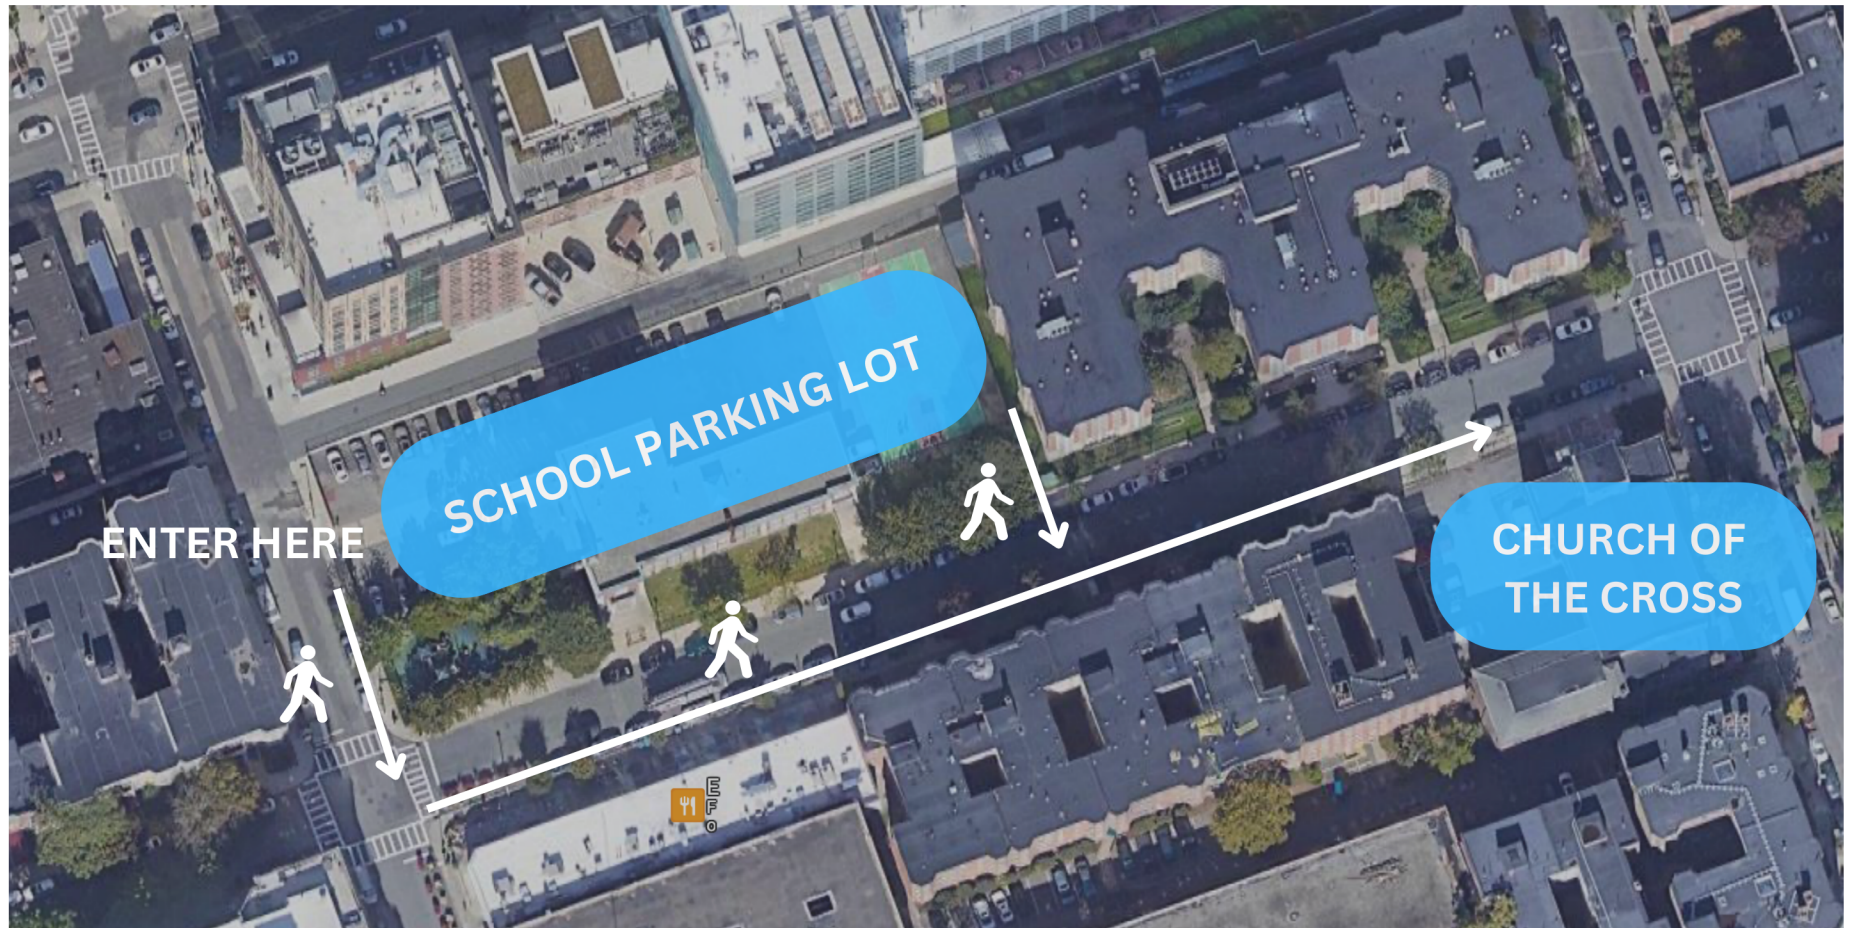 SCHOOL PARKING LOT
ENTER HERE
CHURCH OF
THE CROSS
E
F
o